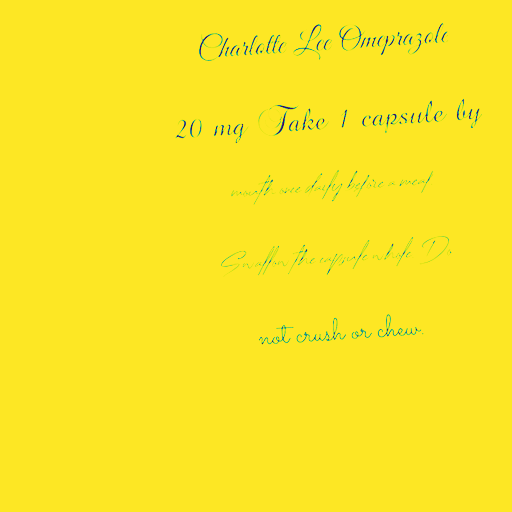 Charlotte Lee Omeprazole
20 mg Take 1 capsule by
mouth once daily before a meal
Swallow the capsule whole. Do
not crush or chew.